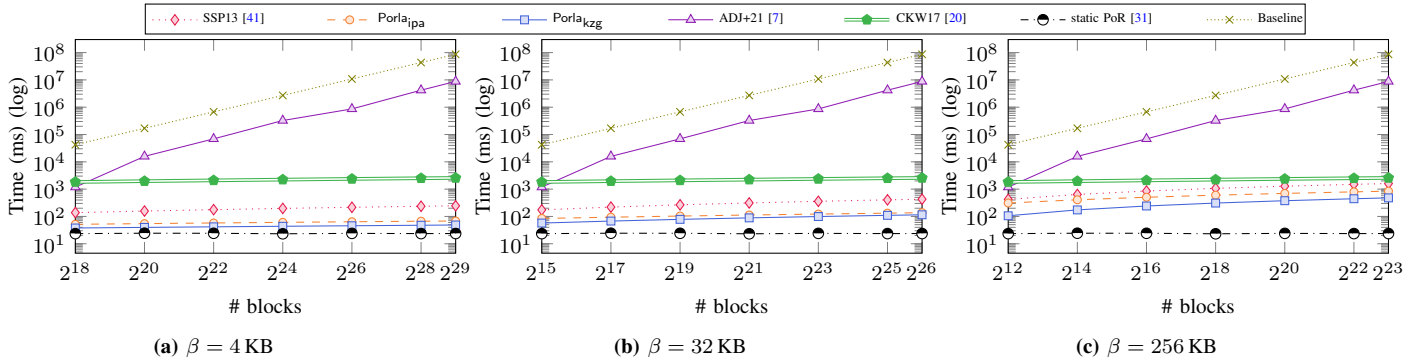 SSP13 [41] Porla_ipa Porla_kzg ADJ+21 [7] CKW17 [20] static PoR [31] Baseline
Time (ms) (log)
10^8
10^7
10^6
10^5
10^4
10^3
10^2
10^1
2^18 2^20 2^22 2^24 2^26 2^28 2^29
# blocks
(a) β = 4 KB
Time (ms) (log)
10^8
10^7
10^6
10^5
10^4
10^3
10^2
10^1
2^15 2^17 2^19 2^21 2^23 2^25 2^26
# blocks
(b) β = 32 KB
Time (ms) (log)
10^8
10^7
10^6
10^5
10^4
10^3
10^2
10^1
2^12 2^14 2^16 2^18 2^20 2^22 2^23
# blocks
(c) β = 256 KB